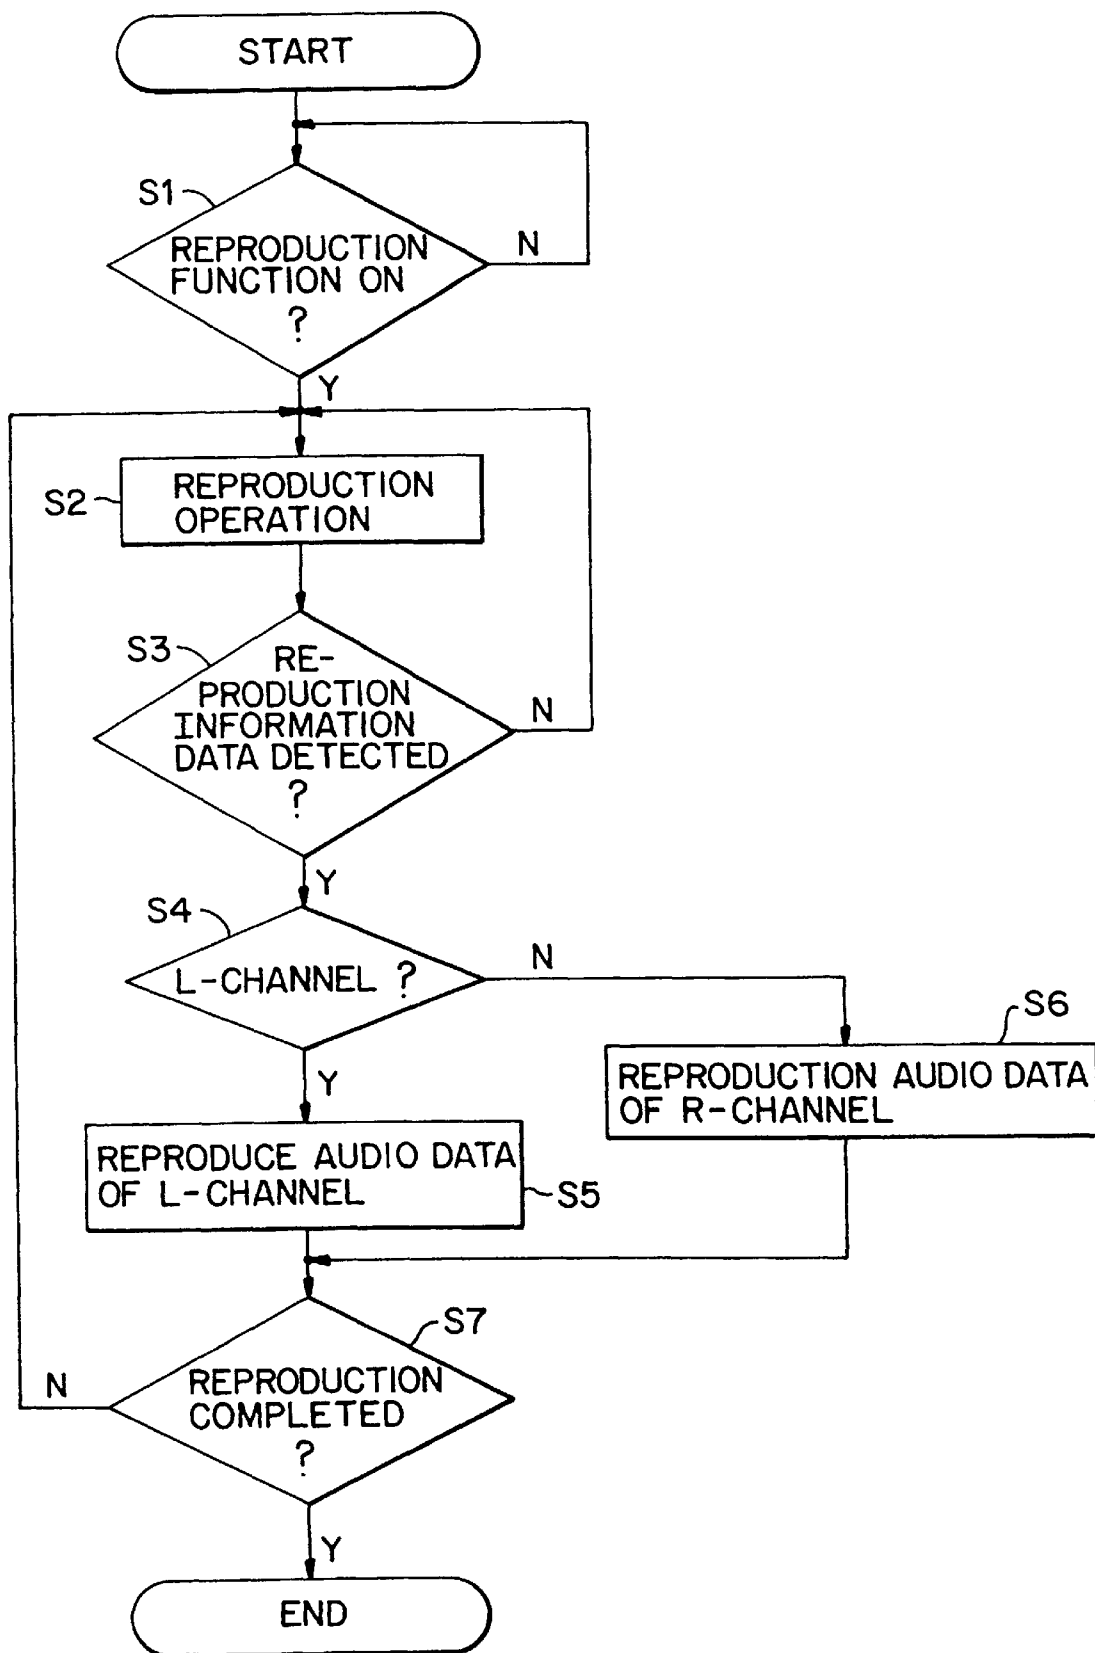 START
S1
REPRODUCTION
FUNCTION ON
?
N
Y
S2
REPRODUCTION
OPERATION
S3
RE-
PRODUCTION
INFORMATION
DATA DETECTED
?
N
Y
S4
L-CHANNEL ?
N
Y
S6
REPRODUCTION AUDIO DATA
OF R-CHANNEL
REPRODUCE AUDIO DATA
OF L-CHANNEL
S5
S7
REPRODUCTION
COMPLETED
?
N
Y
END